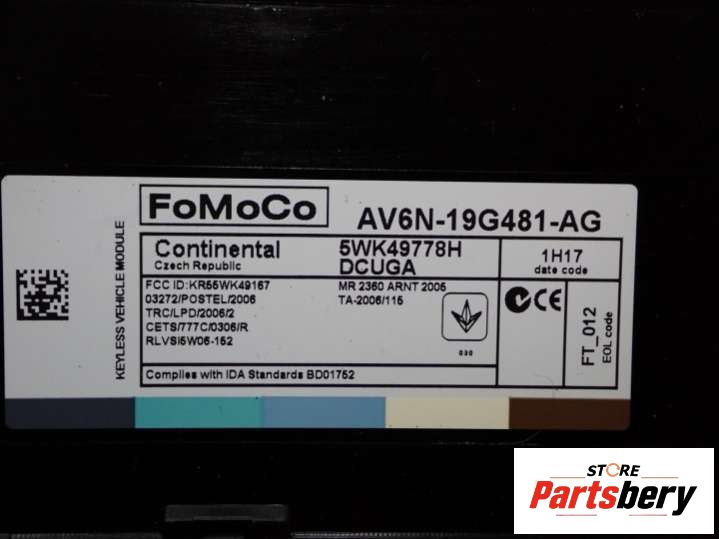 FoMoCo
AV6N-19G481-AG
KEYLESS VEHICLE MODULE
Continental
Czech Republic
5WK49778H
DCUGA
1H17
date code
FCC ID:KR55WK49167
03272/POSTEL/2006
TRC/LPD/2006/2
CETS/777C/0306/R
RLVSI5W06-152
MR 2360 ARNT 2005
TA-2006/115
030
CE
FT_012
EOL code
Complies with IDA Standards BD01752
STORE
Partsbery